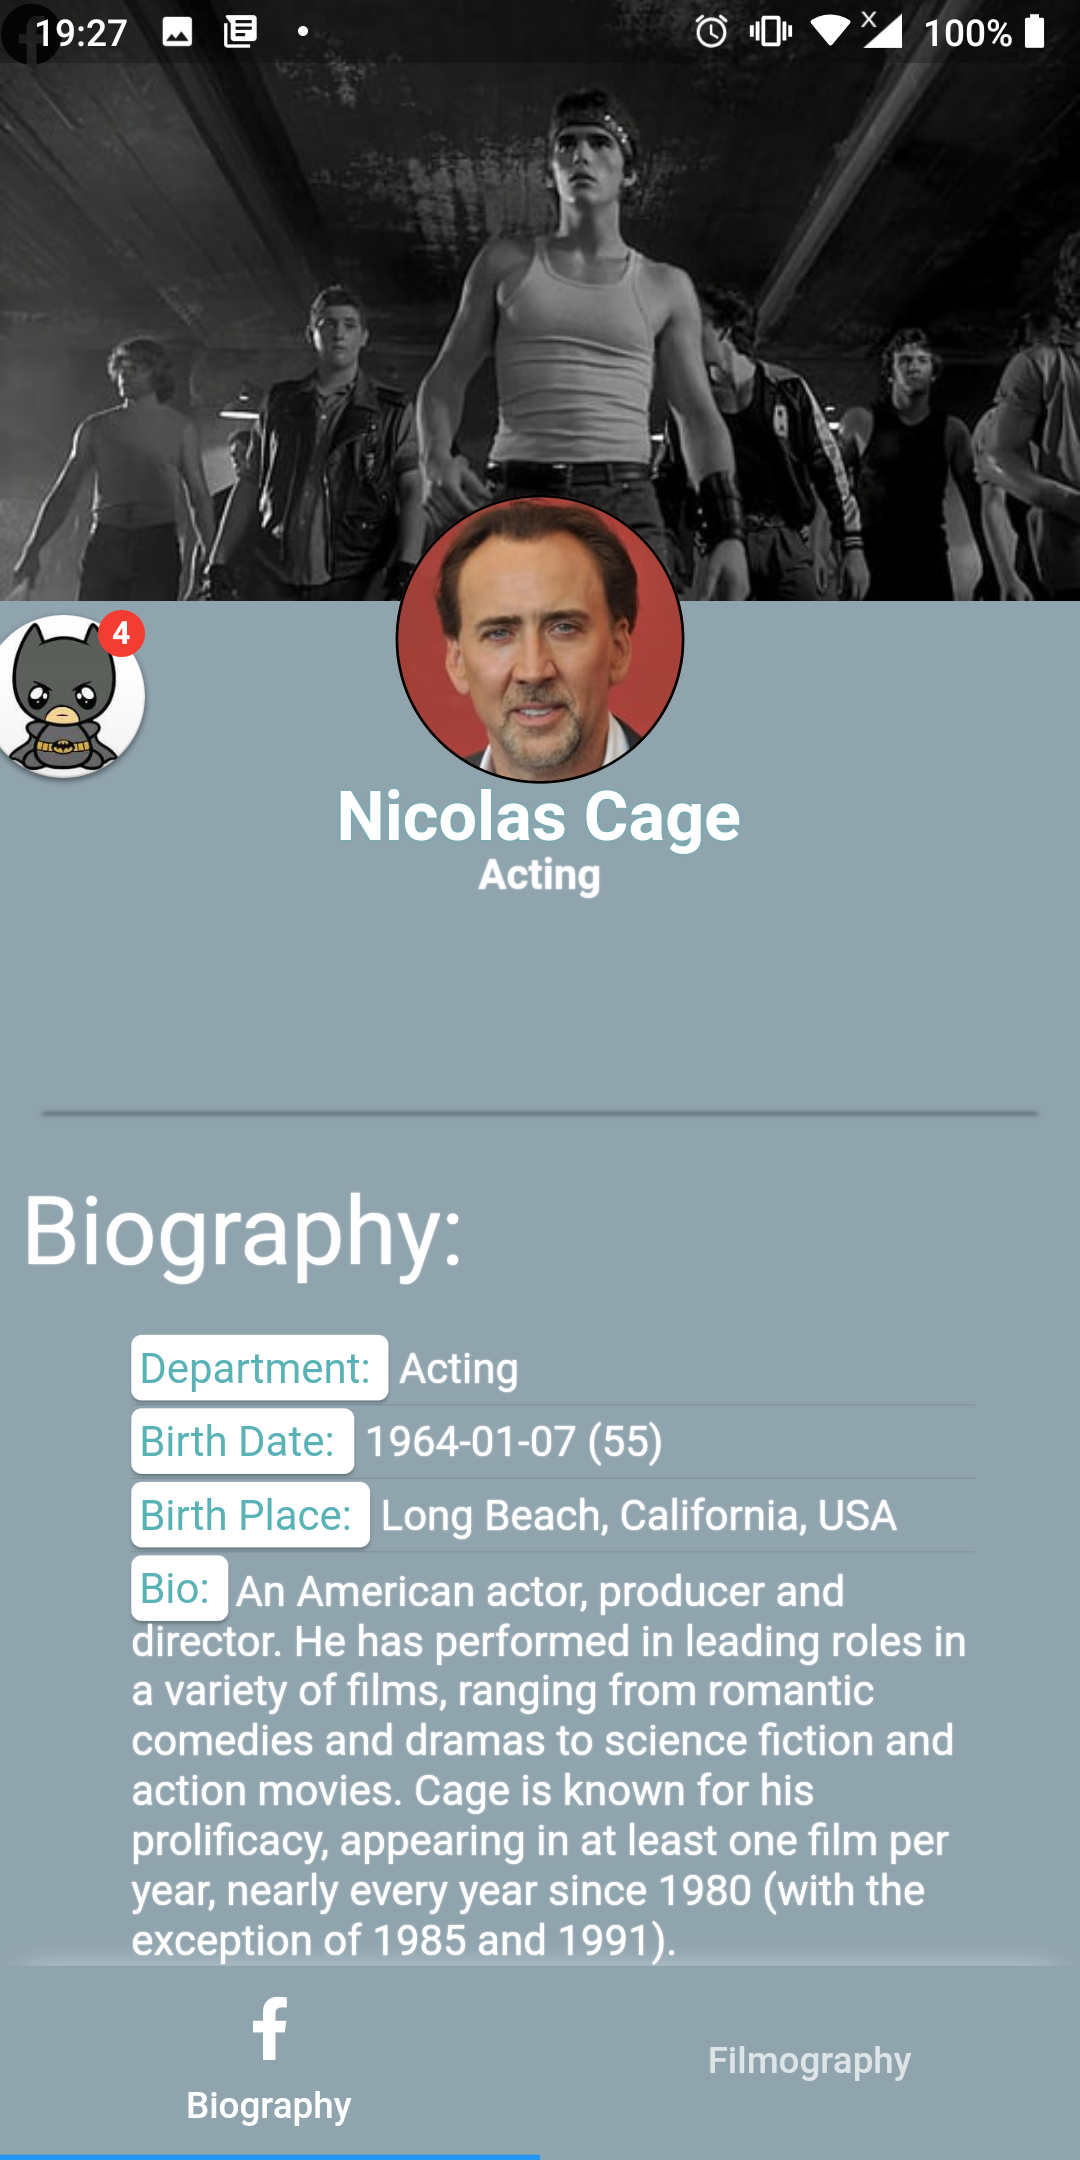 19:27
X
100%
4
Nicolas Cage
Acting
Biography:
Department: Acting
Birth Date: 1964-01-07 (55)
Birth Place: Long Beach, California, USA
Bio: An American actor, producer and
director. He has performed in leading roles in
a variety of films, ranging from romantic
comedies and dramas to science fiction and
action movies. Cage is known for his
prolificacy, appearing in at least one film per
year, nearly every year since 1980 (with the
exception of 1985 and 1991).
Biography
Filmography